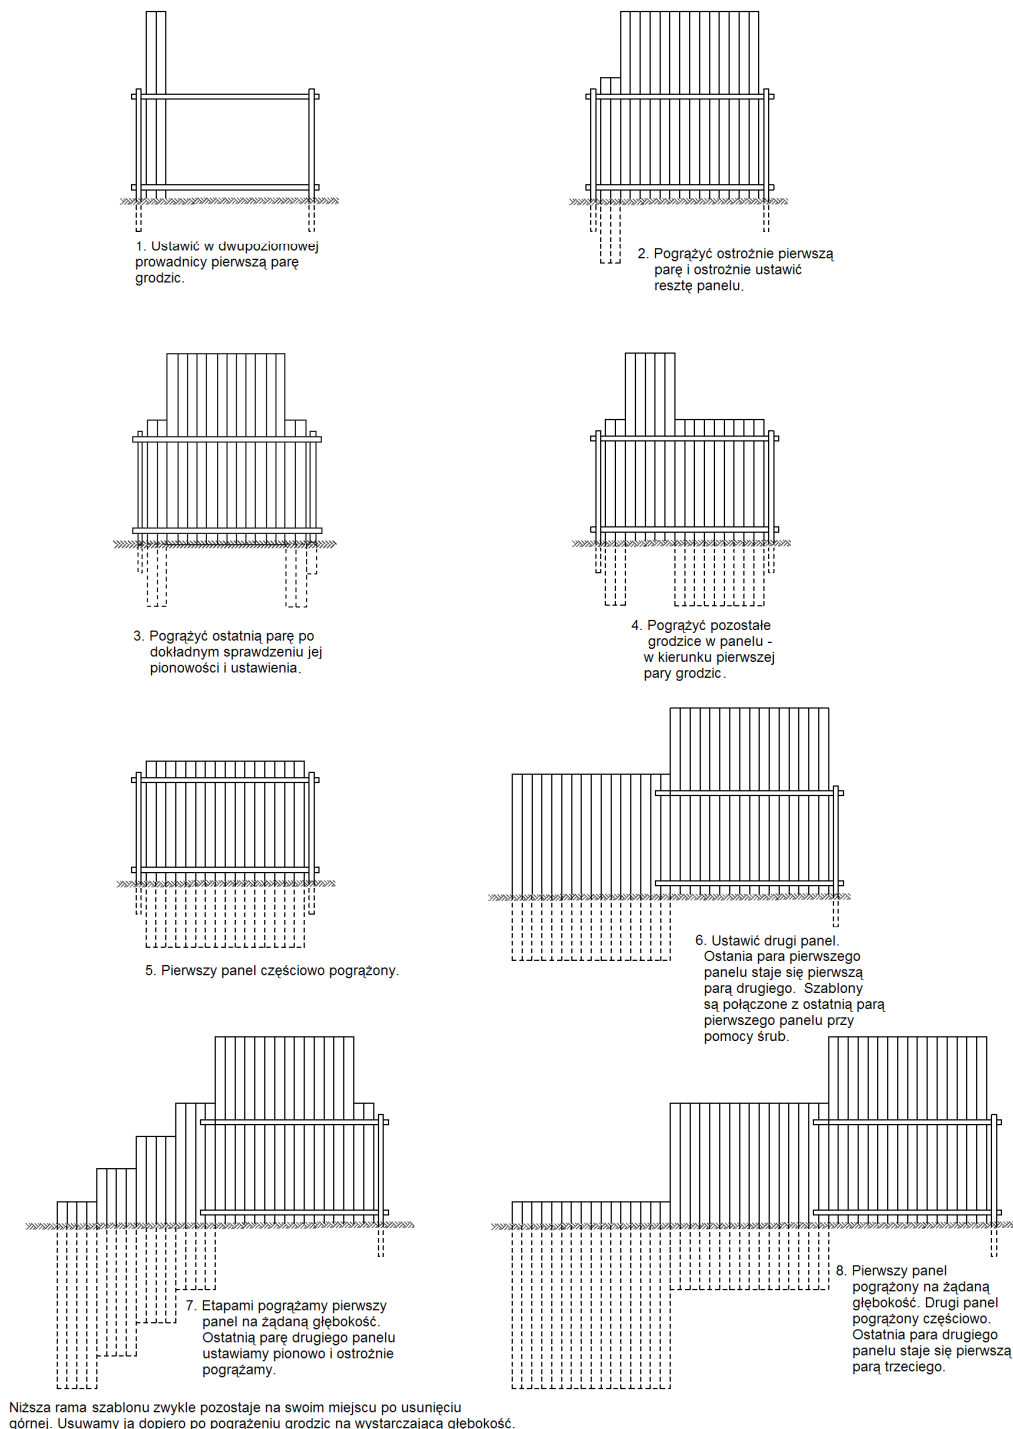 1. Ustawić w dwupoziomowej
prowadnicy pierwszą parę
grodzic.
2. Pogrążyć ostrożnie pierwszą
parę i ostrożnie ustawić
resztę panelu.
3. Pogrążyć ostatnią parę po
dokładnym sprawdzeniu jej
pionowości i ustawienia.
4. Pogrążyć pozostałe
grodzice w panelu -
w kierunku pierwszej
pary grodzic.
5. Pierwszy panel częściowo pogrążony.
6. Ustawić drugi panel.
Ostania para pierwszego
panelu staje się pierwszą
parą drugiego. Szablony
są połączone z ostatnią parą
pierwszego panelu przy
pomocy śrub.
7. Etapami pogrążamy pierwszy
panel na żądaną głębokość.
Ostatnią parę drugiego panelu
ustawiamy pionowo i ostrożnie
pogrążamy.
8. Pierwszy panel
pogrążony na żądaną
głębokość. Drugi panel
pogrążony częściowo.
Ostatnia para drugiego
panelu staje się pierwszą
parą trzeciego.
Niższa rama szablonu zwykle pozostaje na swoim miejscu po usunięciu
górnej. Usuwamy ją dopiero po pogrążeniu grodzic na wystarczającą głębokość.